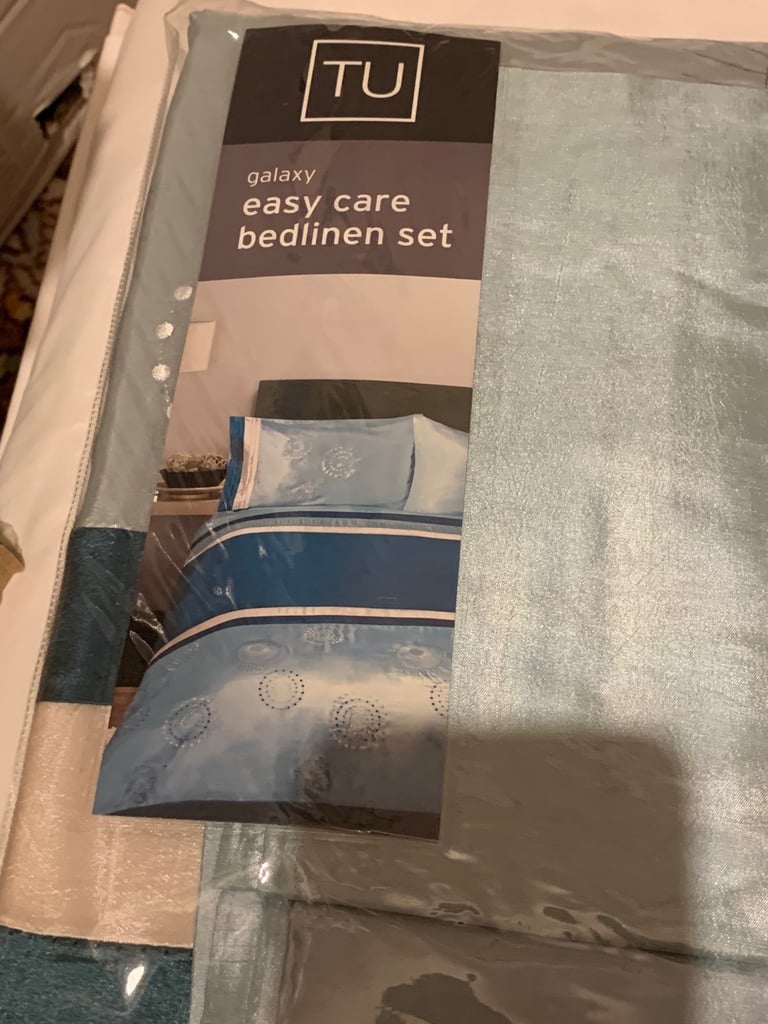 TU
galaxy
easy care
bedlinen set